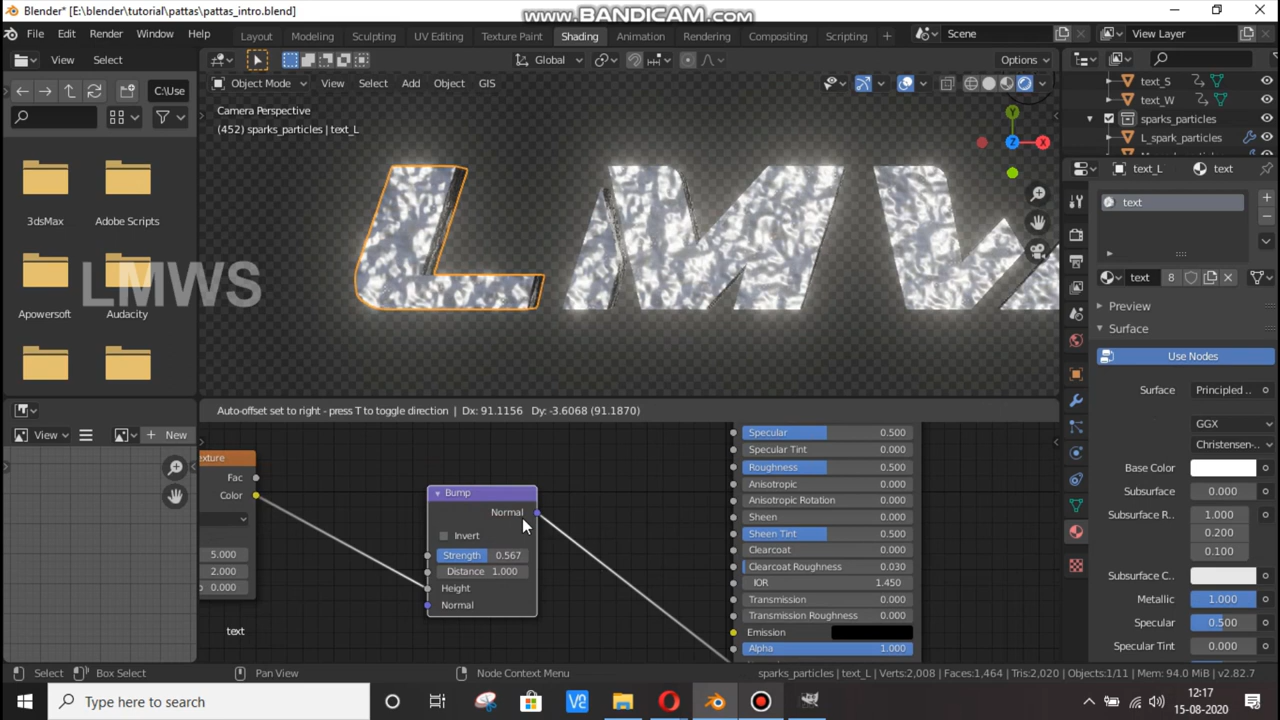 Blender* [E:\blender\tutorial\pattas\pattas_intro.blend]
www.BANDICAM.com
File Edit Render Window Help
Layout Modeling Sculpting UV Editing Texture Paint Shading Animation Rendering Compositing Scripting
Scene
View Layer
View Select
Global
Options
C:\Use
Object Mode View Select Add Object GIS
Camera Perspective
(452) sparks_particles | text_L
text_S
text_W
sparks_particles
L_spark_particles
text_L text
text
text 8
3dsMax Adobe Scripts
Apowersoft Audacity
LMWS
L M W
Y
X
Z
Preview
Surface
Use Nodes
Surface Principled ..
GGX
Christensen-..
Base Color
Subsurface 0.000
Subsurface R.. 1.000
0.200
0.100
Subsurface C..
Metallic 1.000
Specular 0.500
Specular Tint 0.000
Auto-offset set to right - press T to toggle direction | Dx: 91.1156 Dy: -3.6068 (91.1870)
View New
exture
Fac
Color
5.000
2.000
0.000
text
Bump
Normal
Invert
Strength 0.567
Distance 1.000
Height
Normal
Specular 0.500
Specular Tint 0.000
Roughness 0.500
Anisotropic 0.000
Anisotropic Rotation 0.000
Sheen 0.000
Sheen Tint 0.500
Clearcoat 0.000
Clearcoat Roughness 0.030
IOR 1.450
Transmission 0.000
Transmission Roughness 0.000
Emission
Alpha 1.000
Select Box Select Pan View Node Context Menu
sparks_particles | text_L | Verts:2,008 | Faces:1,464 | Tris:2,020 | Objects:1/11 | Mem: 94.0 MiB | v2.82.7
Type here to search
12:17
15-08-2020